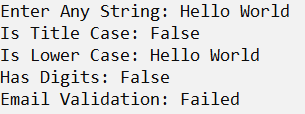 Enter Any String: Hello World
Is Title Case: False
Is Lower Case: Hello World
Has Digits: False
Email Validation: Failed